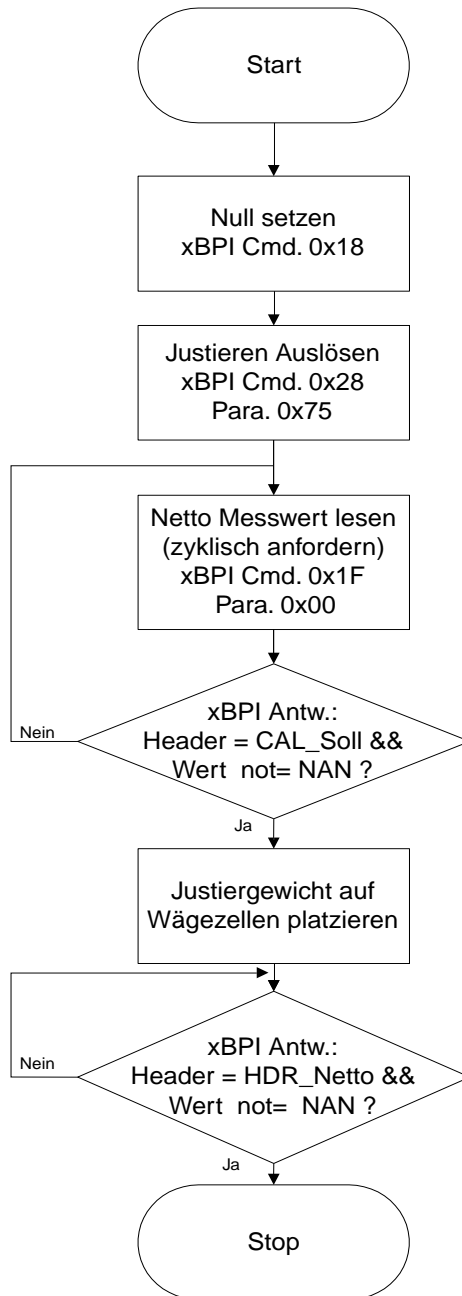 Start
Null setzen
xBPI Cmd. 0x18
Justieren Auslösen
xBPI Cmd. 0x28
Para. 0x75
Netto Messwert lesen
(zyklisch anfordern)
xBPI Cmd. 0x1F
Para. 0x00
xBPI Antw.:
Header = CAL_Soll &&
Wert not= NAN ?
Nein
Ja
Justiergewicht auf
Wägezellen platzieren
xBPI Antw.:
Header = HDR_Netto &&
Wert not= NAN ?
Nein
Ja
Stop